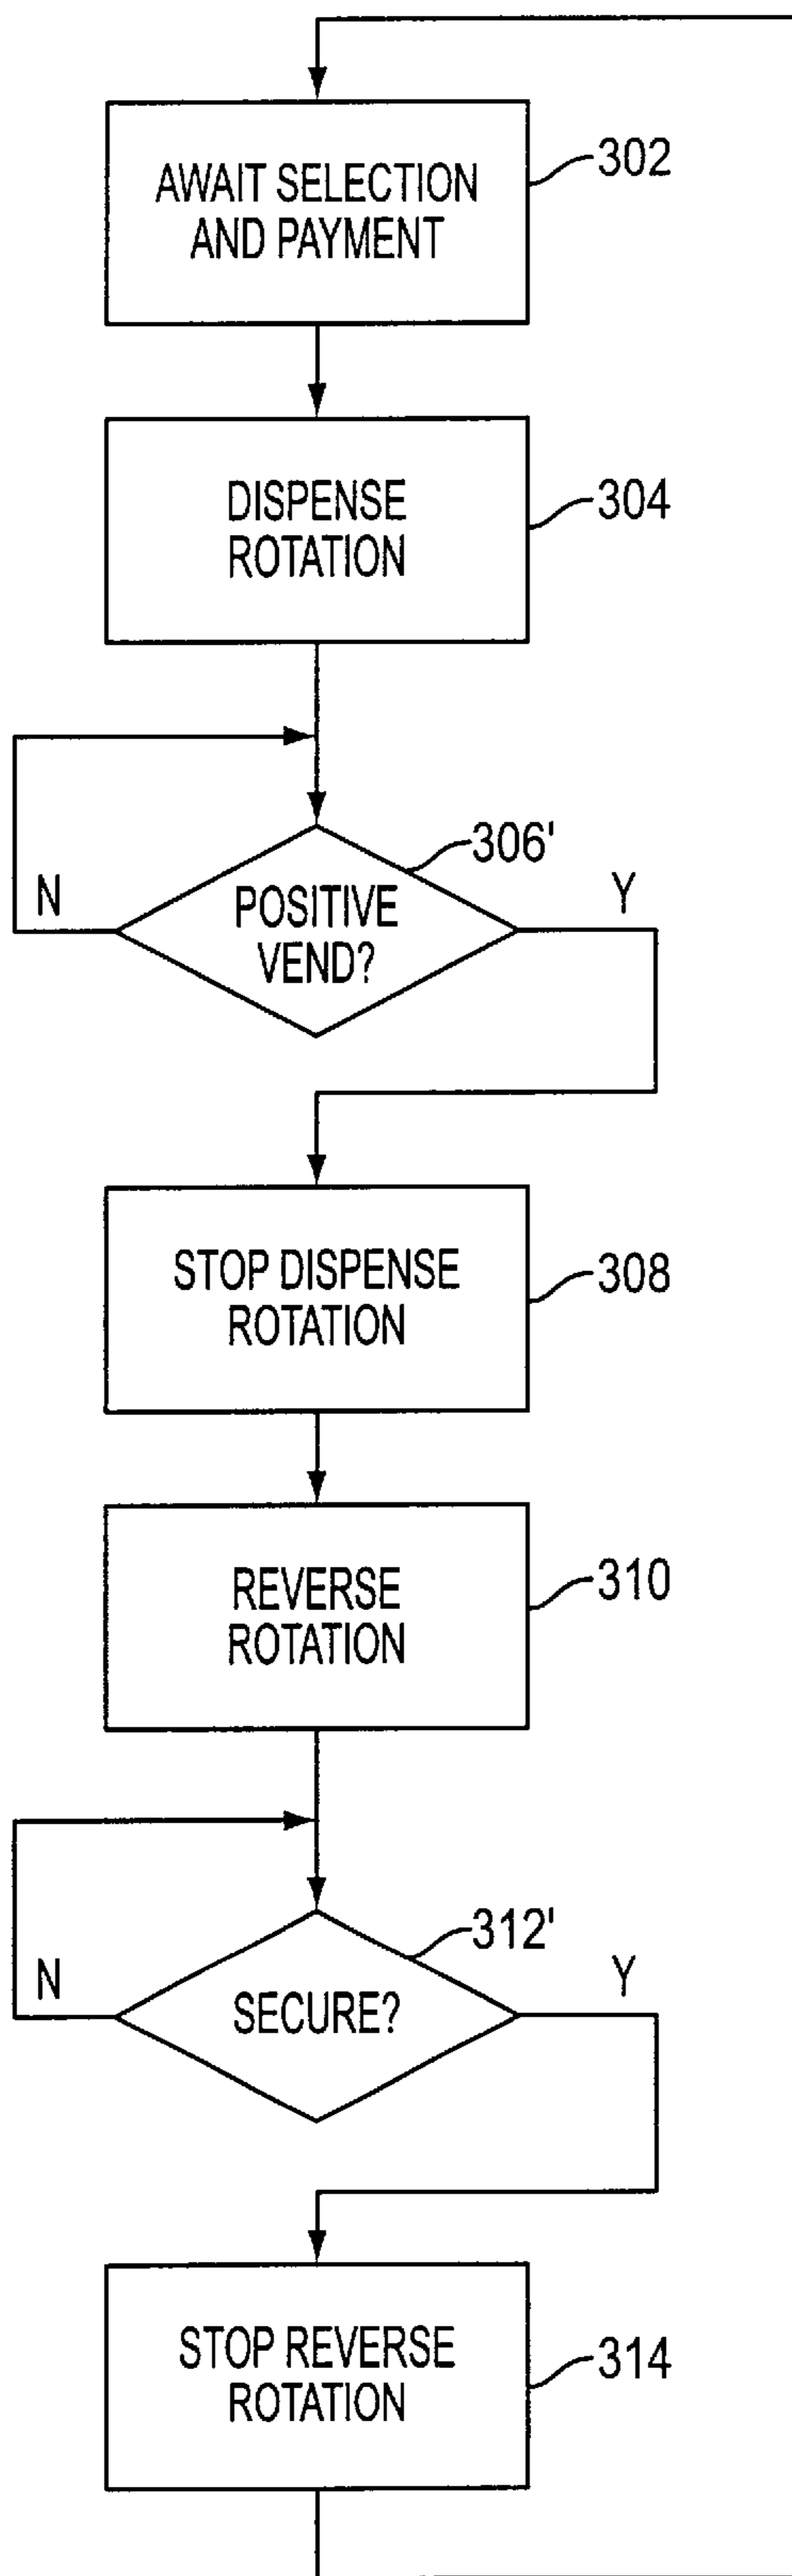 AWAIT SELECTION
AND PAYMENT
302
DISPENSE
ROTATION
304
306'
N
POSITIVE
VEND?
Y
STOP DISPENSE
ROTATION
308
REVERSE
ROTATION
310
312'
N
SECURE?
Y
STOP REVERSE
ROTATION
314